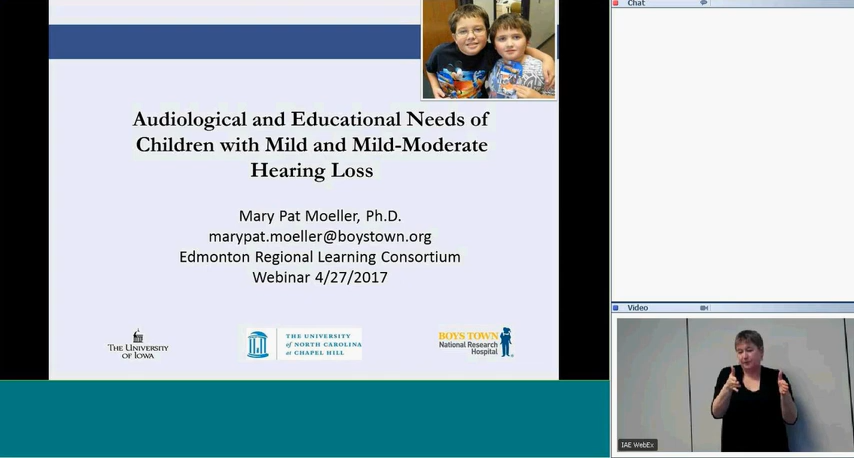 Chat
Audiological and Educational Needs of
Children with Mild and Mild-Moderate
Hearing Loss
Mary Pat Moeller, Ph.D.
marypat.moeller@boystown.org
Edmonton Regional Learning Consortium
Webinar 4/27/2017
THE UNIVERSITY
OF IOWA
THE UNIVERSITY
of NORTH CAROLINA
at CHAPEL HILL
BOYS TOWN
National Research
Hospital
Video
IAE WebEx